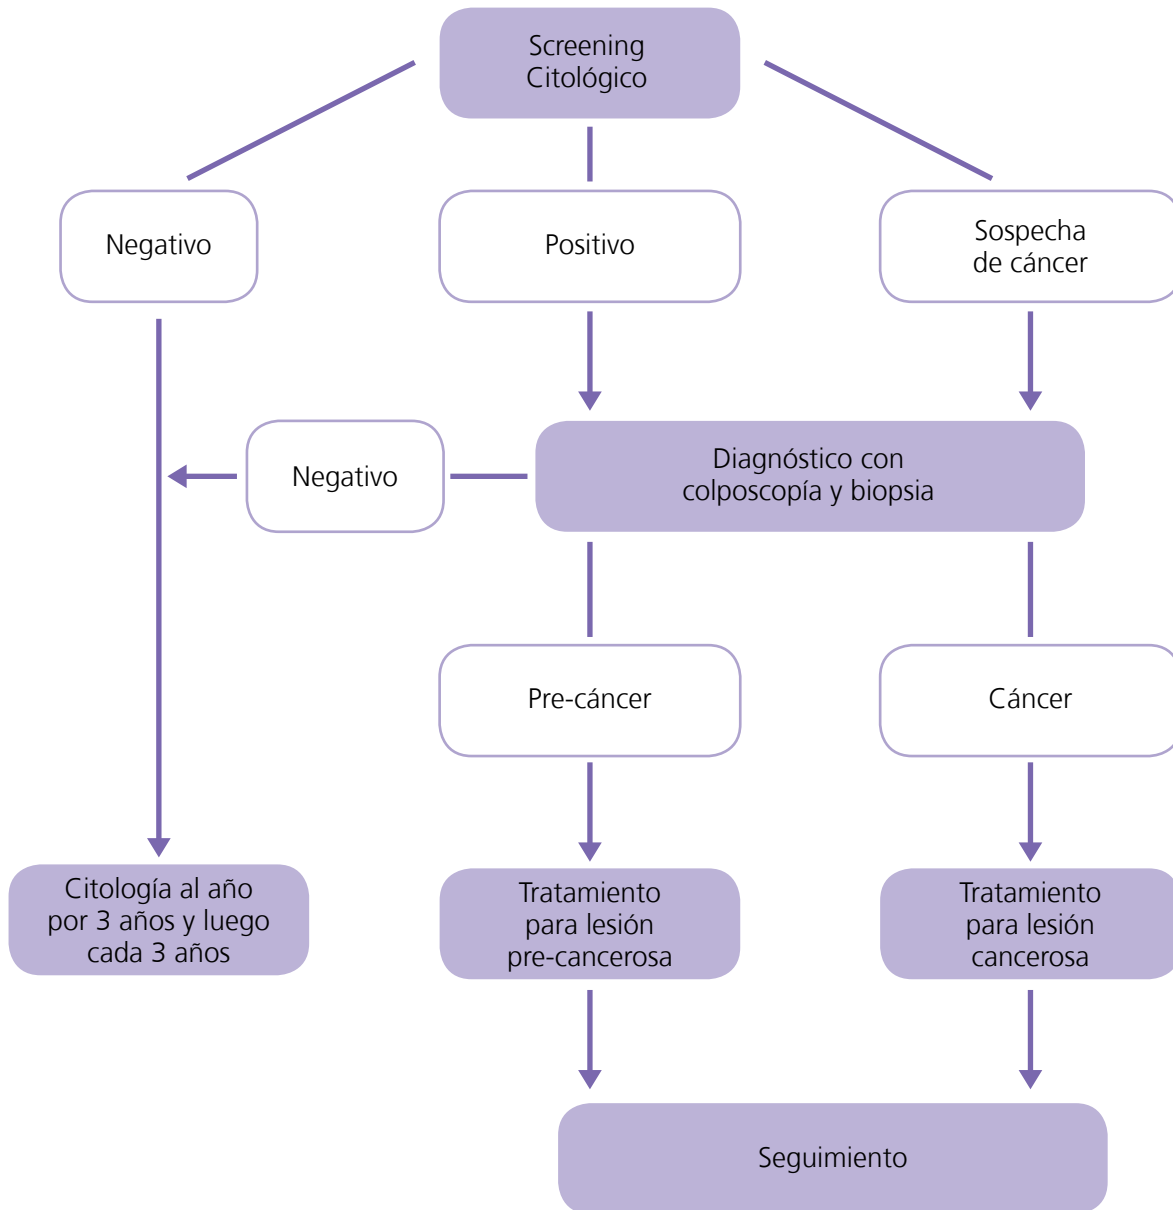 Screening
Citológico
Negativo
Positivo
Sospecha
de cáncer
Negativo
Diagnóstico con
colposcopía y biopsia
Pre-cáncer
Cáncer
Citología al año
por 3 años y luego
cada 3 años
Tratamiento
para lesión
pre-cancerosa
Tratamiento
para lesión
cancerosa
Seguimiento